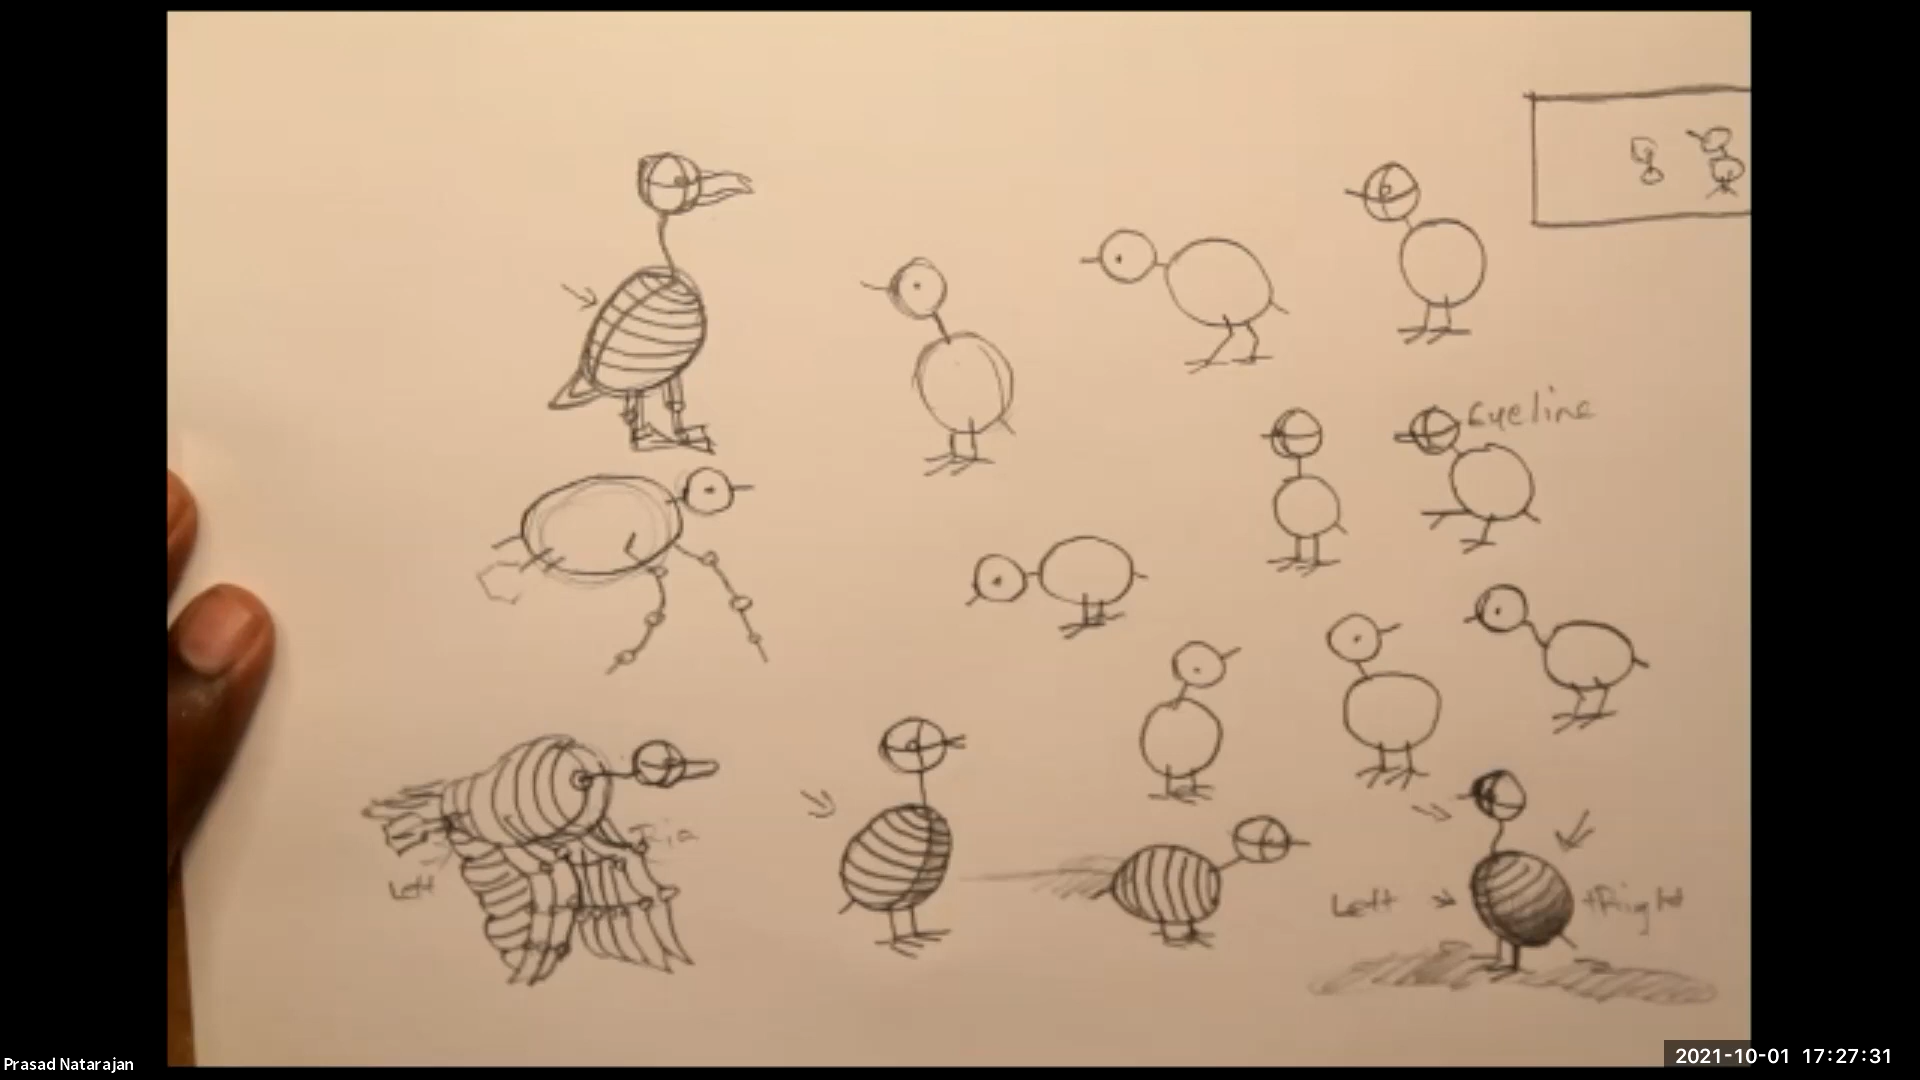 Eyeline
Left
Left
Right
Prasad Natarajan
2021-10-01 17:27:31